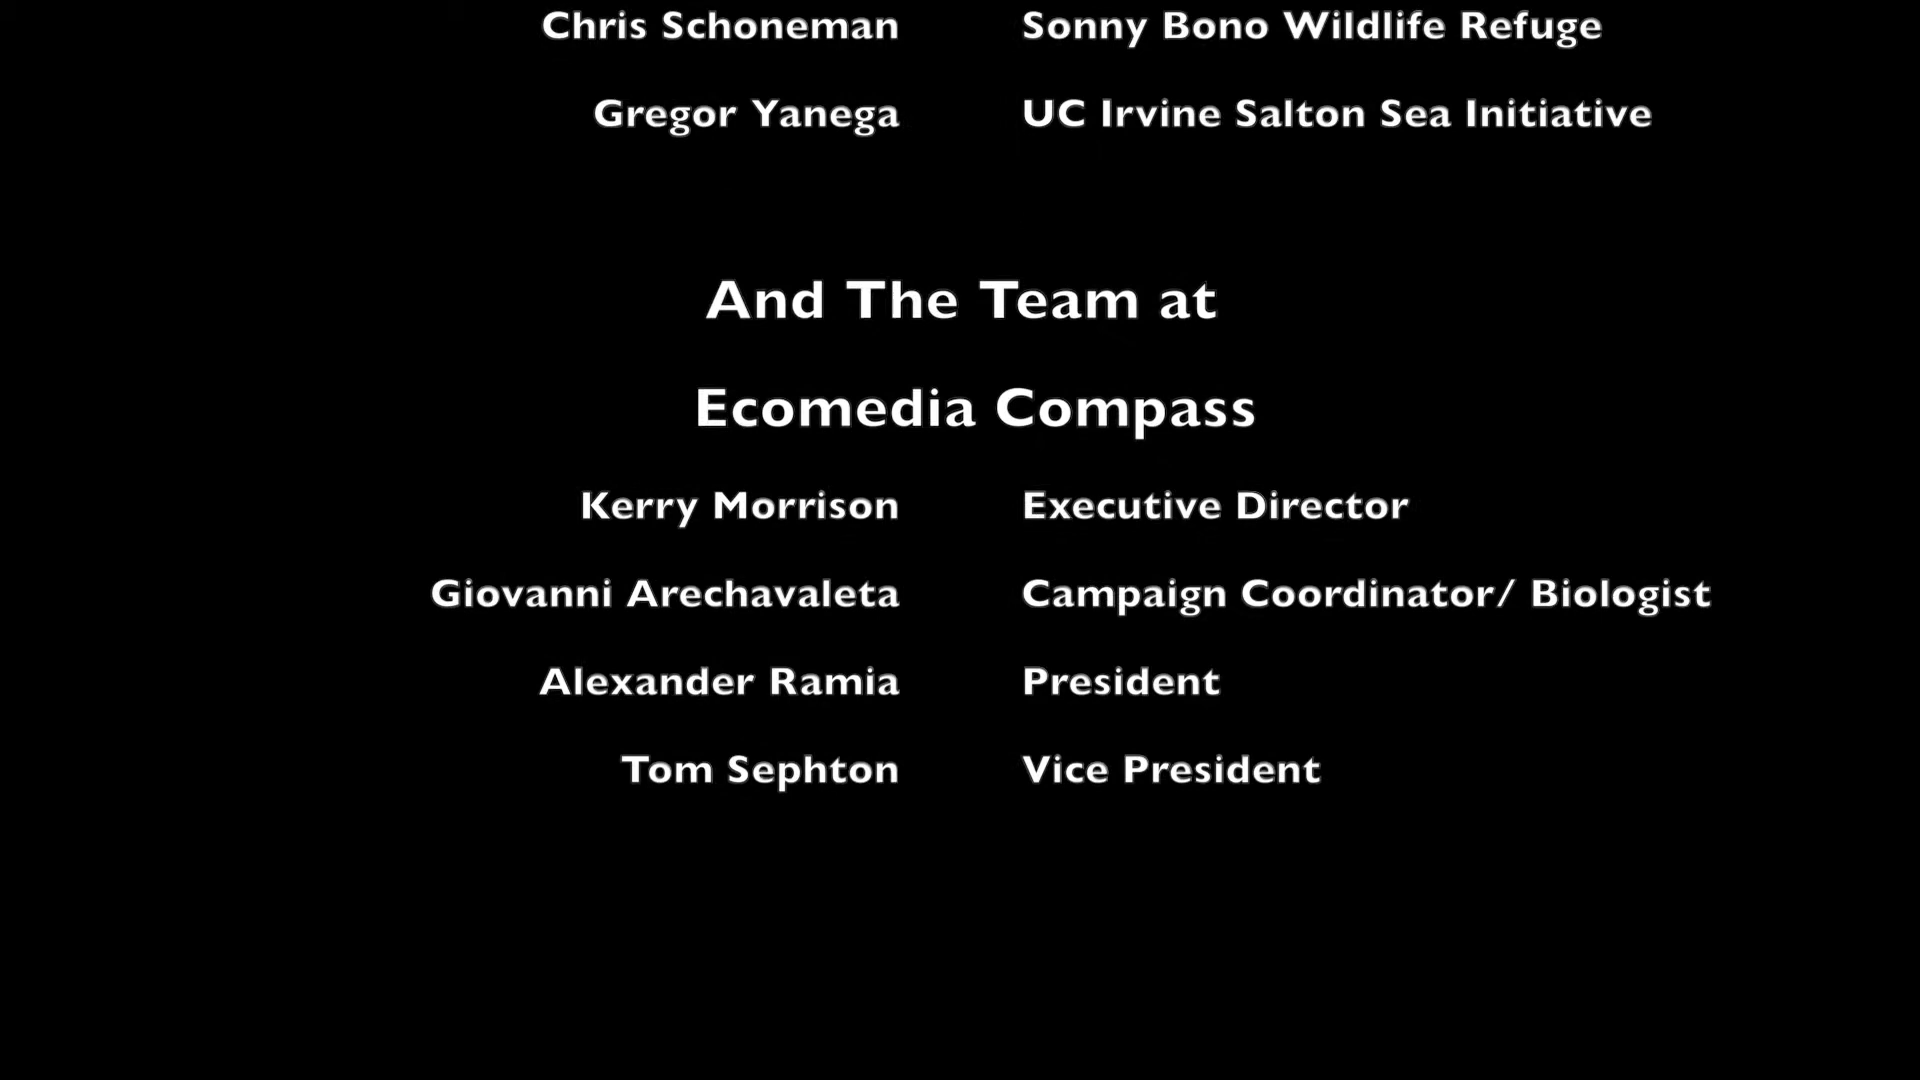 Chris Schoneman Sonny Bono Wildlife Refuge
Gregor Yanega UC Irvine Salton Sea Initiative
And The Team at
Ecomedia Compass
Kerry Morrison Executive Director
Giovanni Arechavaleta Campaign Coordinator/ Biologist
Alexander Ramia President
Tom Sephton Vice President